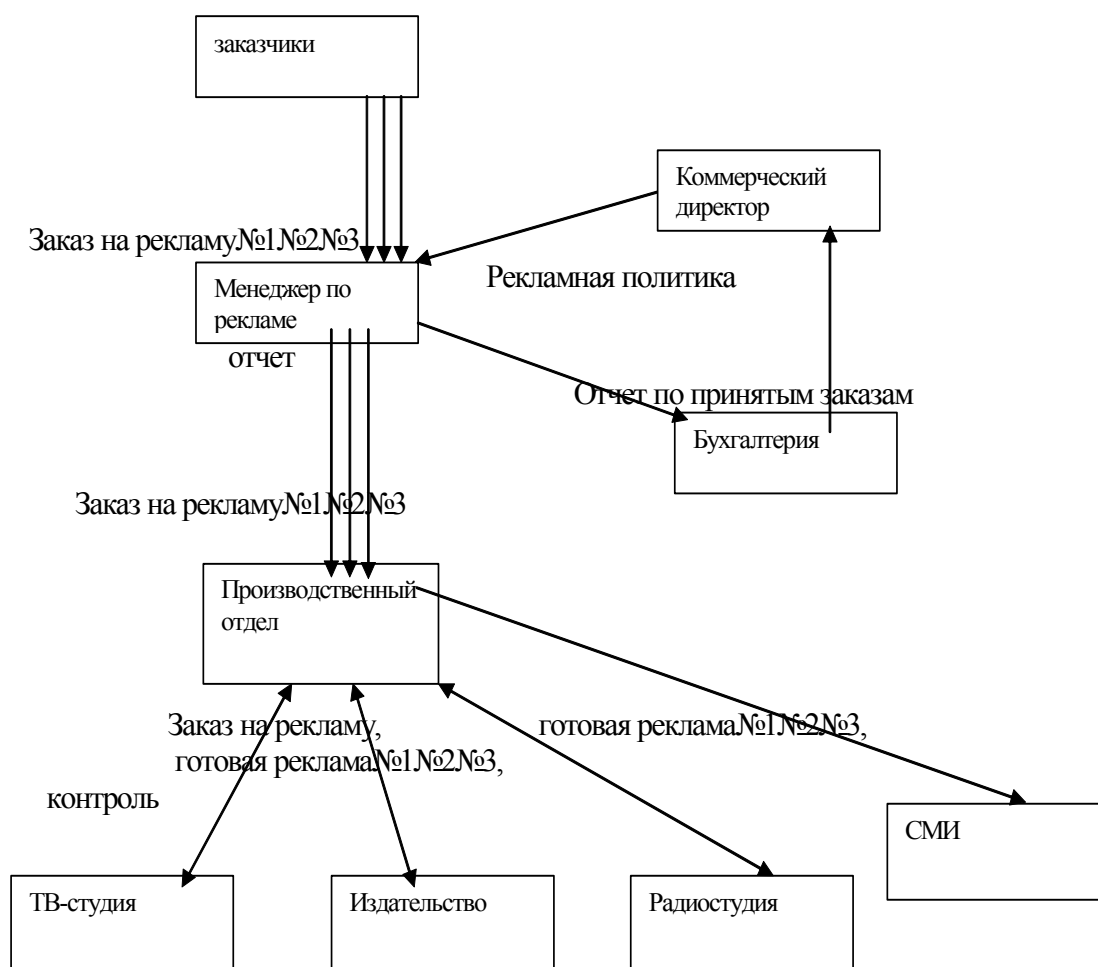 заказчики
Коммерческий
директор
Заказ на рекламу№1№2№3
Рекламная политика
Менеджер по
рекламе
отчет
Отчет по принятым заказам
Бухгалтерия
Заказ на рекламу№1№2№3
Производственный
отдел
Заказ на рекламу,
готовая реклама№1№2№3,
готовая реклама№1№2№3,
контроль
СМИ
ТВ-студия
Издательство
Радиостудия